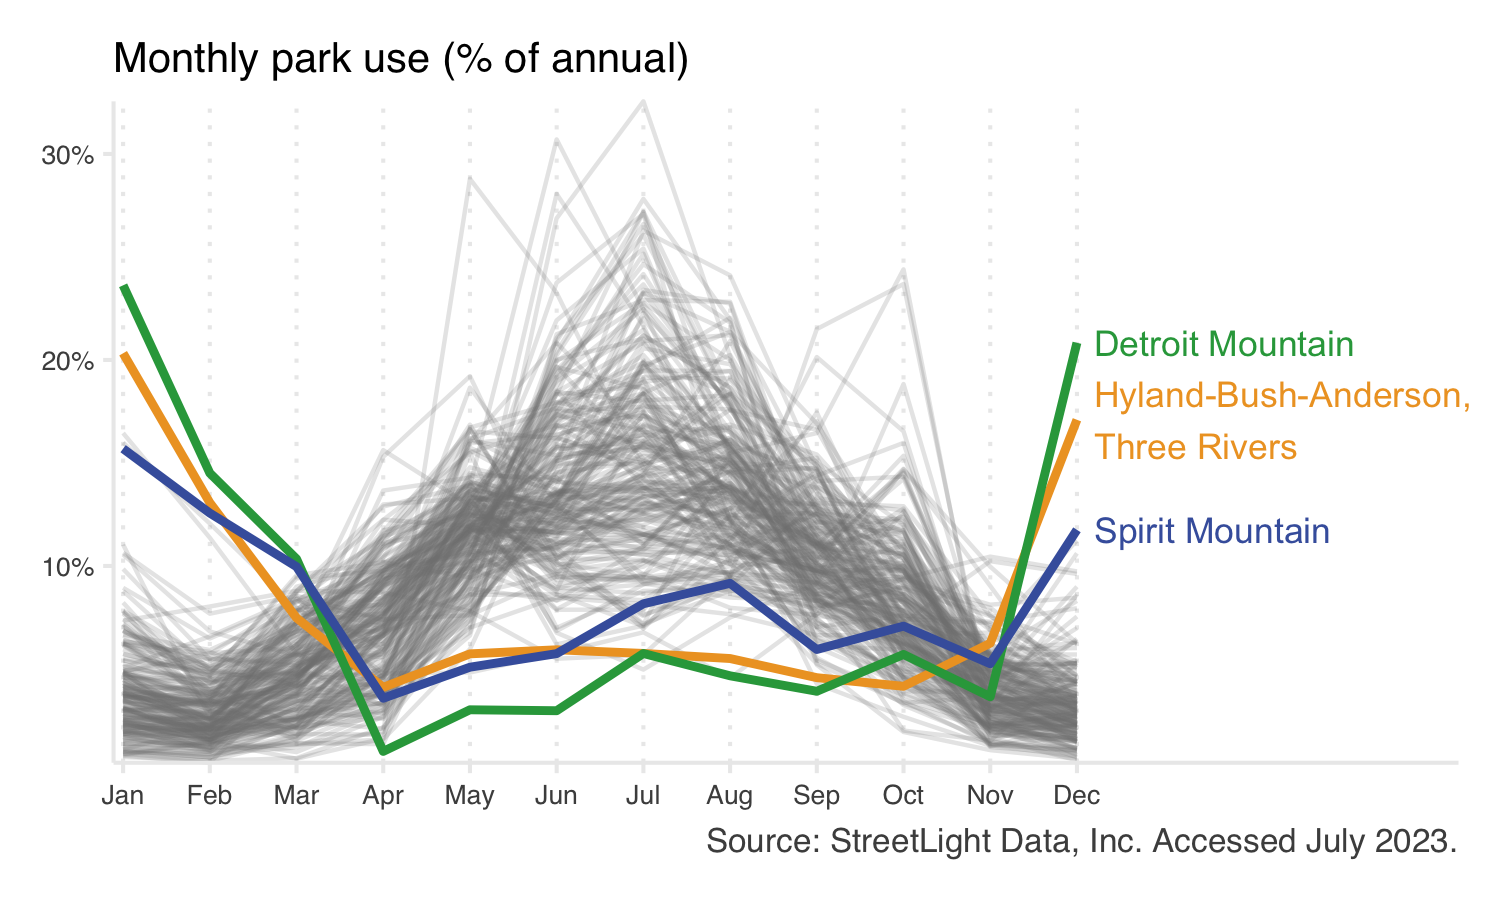 Monthly park use (% of annual)
30%
20%
10%
Detroit Mountain
Hyland-Bush-Anderson,
Three Rivers
Spirit Mountain
Jan Feb Mar Apr May Jun Jul Aug Sep Oct Nov Dec
Source: StreetLight Data, Inc. Accessed July 2023.